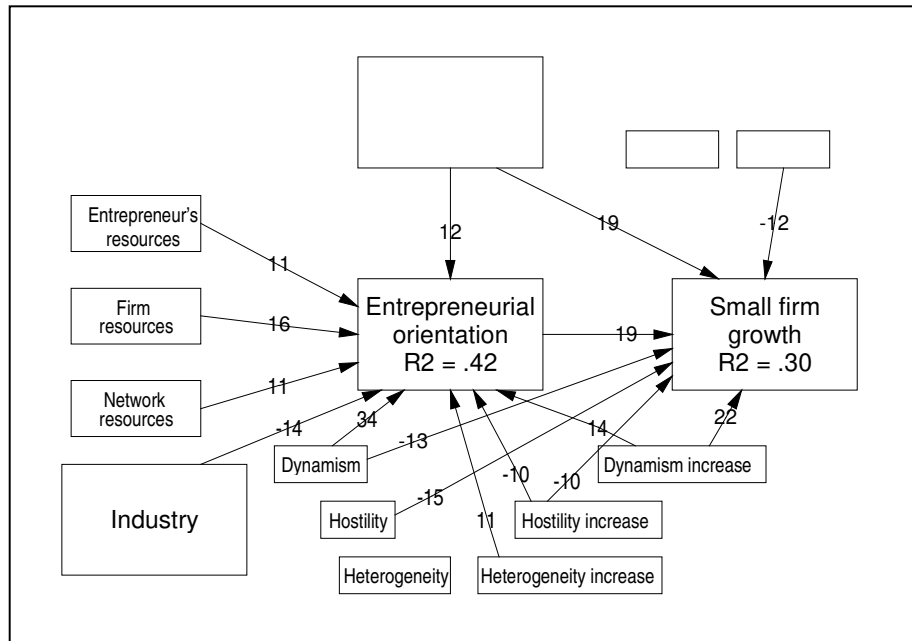 19
12
-12
Entrepreneur's
resources
11
Firm
resources
16
Entrepreneurial
orientation
R2 = .42
19
Small firm
growth
R2 = .30
Network
resources
11
-14
34
-13
14
22
Dynamism
Dynamism increase
Industry
-15
-10
-10
Hostility
11
Hostility increase
Heterogeneity
Heterogeneity increase